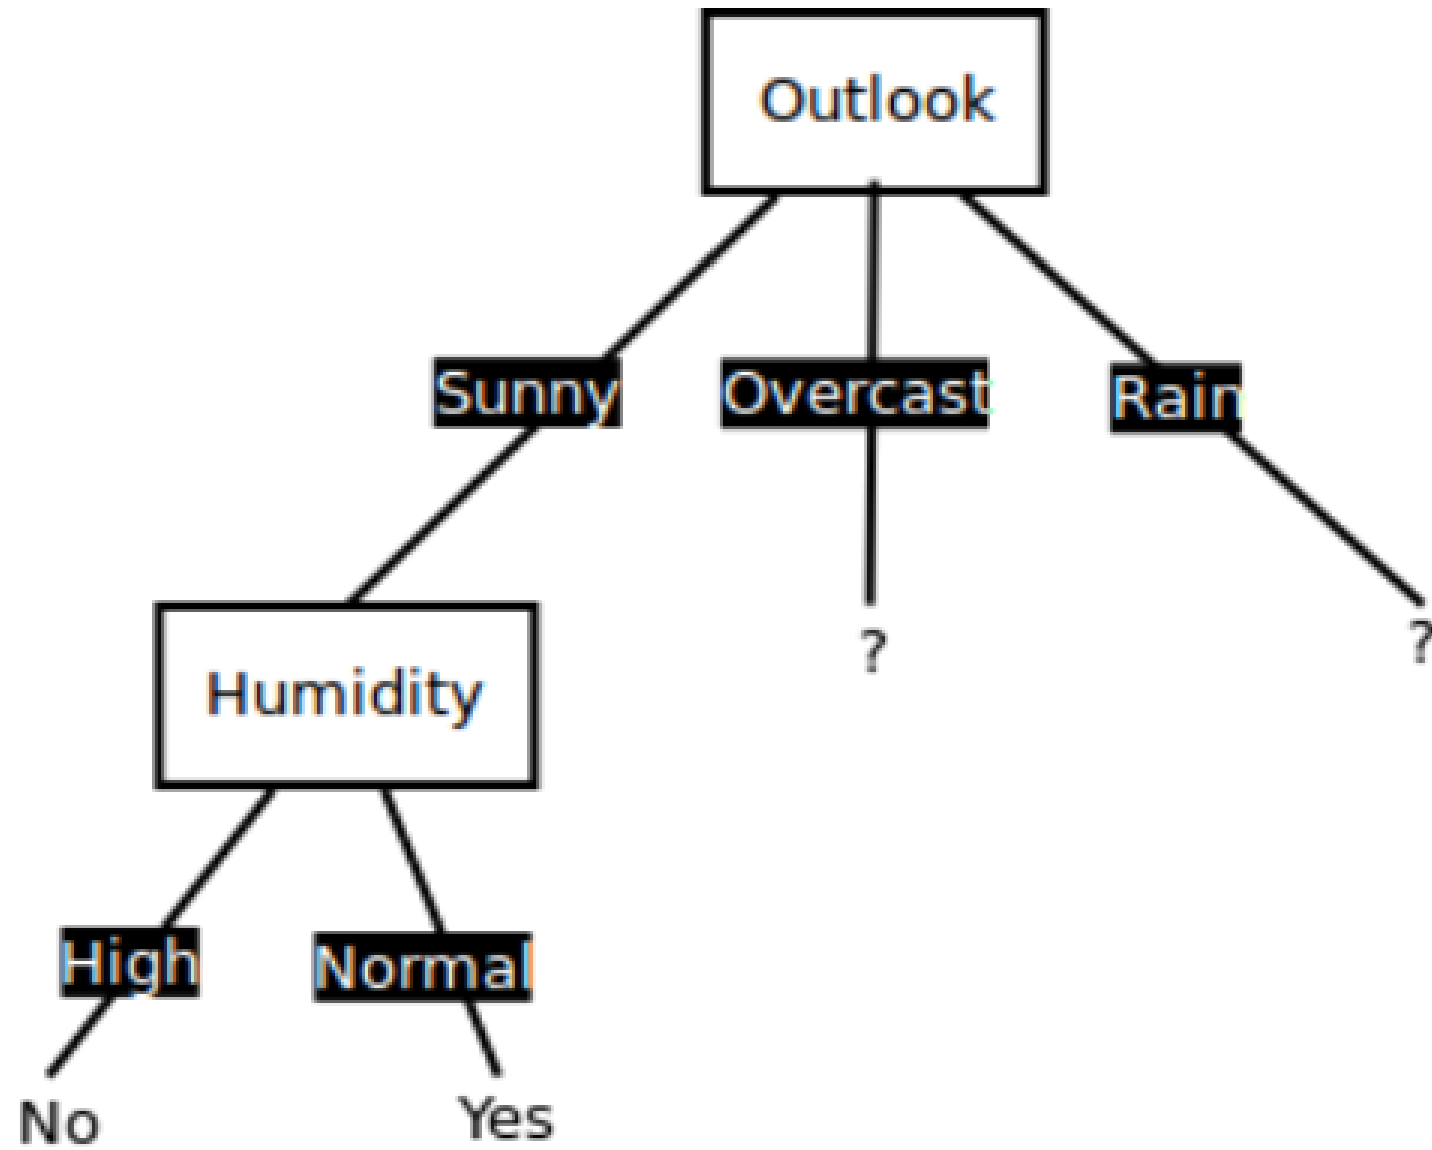 Outlook
Sunny Overcast Rain
? ?
Humidity
High Normal
No Yes